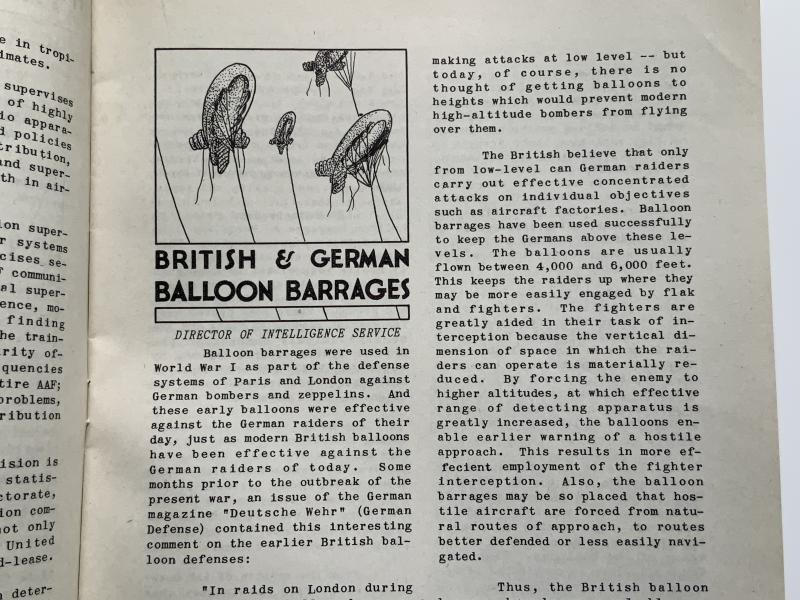 e in tropi-
imates.
supervises
of highly
io appara-
d policies
tribution,
and super-
th in air-
ion super-
r systems
cises se-
f communi-
al super-
ence, mo-
finding
he train-
rity of-
quencies
tire AAF;
problems,
ribution
ision is
statis-
ctorate,
ion com-
not only
United
d-lease.
deter-
BRITISH & GERMAN
BALLOON BARRAGES
DIRECTOR OF INTELLIGENCE SERVICE
Balloon barrages were used in
World War I as part of the defense
systems of Paris and London against
German bombers and zeppelins. And
these early balloons were effective
against the German raiders of their
day, just as modern British balloons
have been effective against the
German raiders of today. Some
months prior to the outbreak of the
present war, an issue of the German
magazine "Deutsche Wehr" (German
Defense) contained this interesting
comment on the earlier British bal-
loon defenses:
"In raids on London during
making attacks at low level -- but
today, of course, there is no
thought of getting balloons to
heights which would prevent modern
high-altitude bombers from flying
over them.
The British believe that only
from low-level can German raiders
carry out effective concentrated
attacks on individual objectives
such as aircraft factories. Balloon
barrages have been used successfully
to keep the Germans above these le-
vels. The balloons are usually
flown between 4,000 and 6,000 feet.
This keeps the raiders up where they
may be more easily engaged by flak
and fighters. The fighters are
greatly aided in their task of in-
terception because the vertical di-
mension of space in which the rai-
ders can operate is materially re-
duced. By forcing the enemy to
higher altitudes, at which effective
range of detecting apparatus is
greatly increased, the balloons en-
able earlier warning of a hostile
approach. This results in more ef-
fecient employment of the fighter
interception. Also, the balloon
barrages may be so placed that hos-
tile aircraft are forced from natu-
ral routes of approach, to routes
better defended or less easily navi-
gated.
Thus, the British balloon